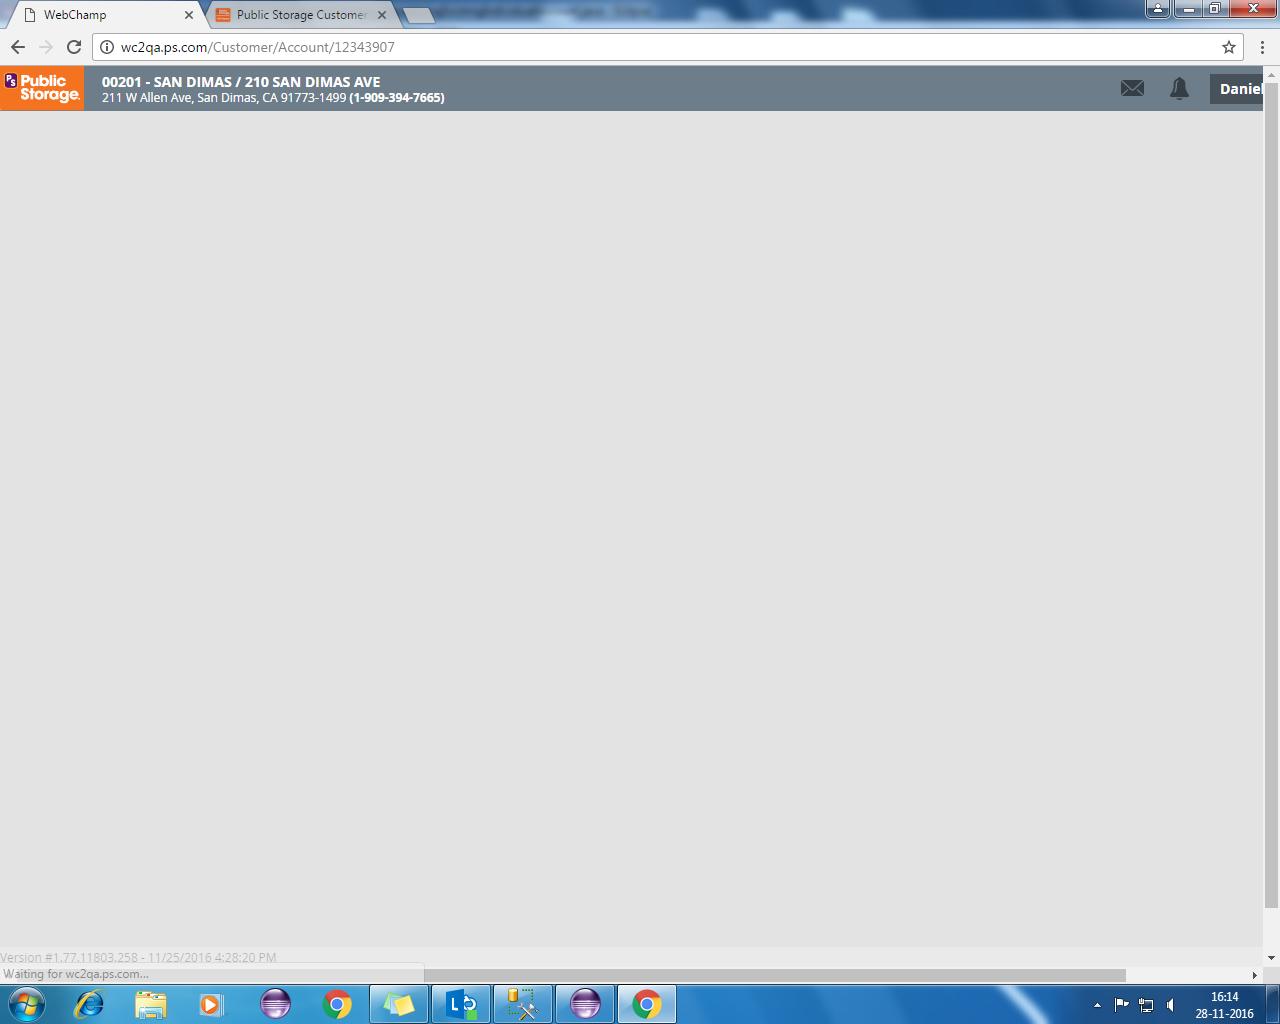 WebChamp
Public Storage Customer
wc2qa.ps.com/Customer/Account/12343907
PS Public Storage.
00201 - SAN DIMAS / 210 SAN DIMAS AVE
211 W Allen Ave, San Dimas, CA 91773-1499 (1-909-394-7665)
Daniel
Version #1.77.11803.258 - 11/25/2016 4:28:20 PM
Waiting for wc2qa.ps.com...
16:14
28-11-2016